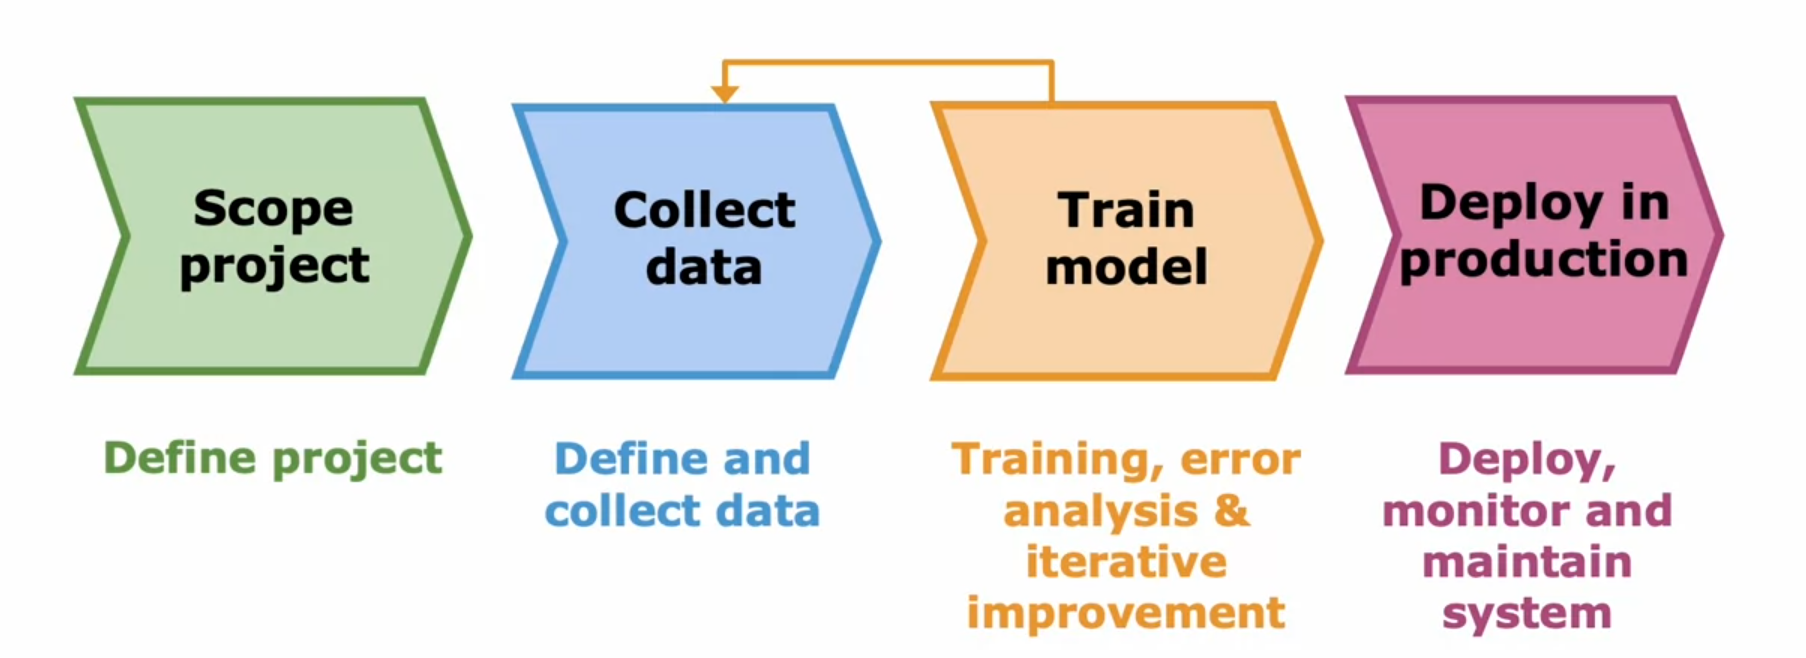 Scope
project
Collect
data
Train
model
Deploy in
production
Define project
Define and
collect data
Training, error
analysis &
iterative
improvement
Deploy,
monitor and
maintain
system